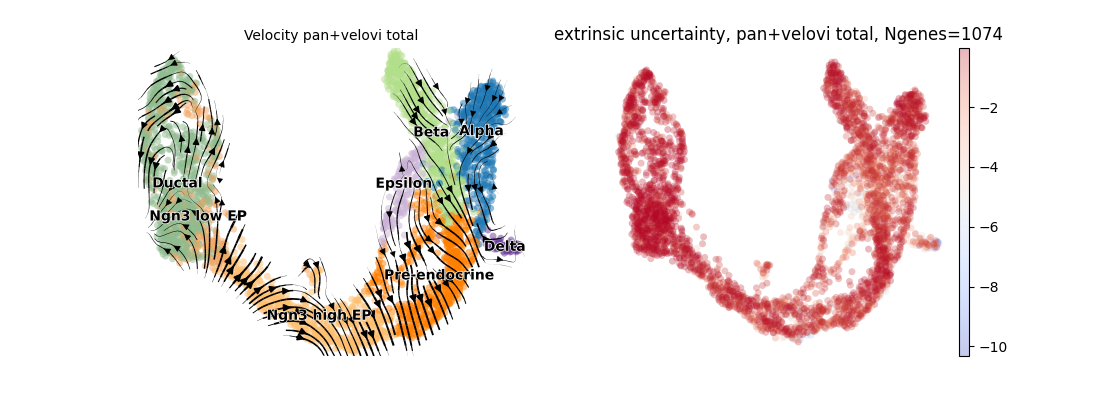 Velocity pan+velovi total
Beta
Alpha
Ductal
Epsilon
Ngn3 low EP
Delta
Pre-endocrine
Ngn3 high EP
extrinsic uncertainty, pan+velovi total, Ngenes=1074
−2
−4
−6
−8
−10